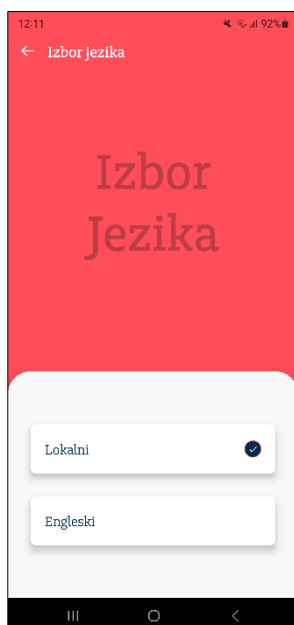 12:11 92%
Izbor jezika
Izbor
Jezika
Lokalni
Engleski